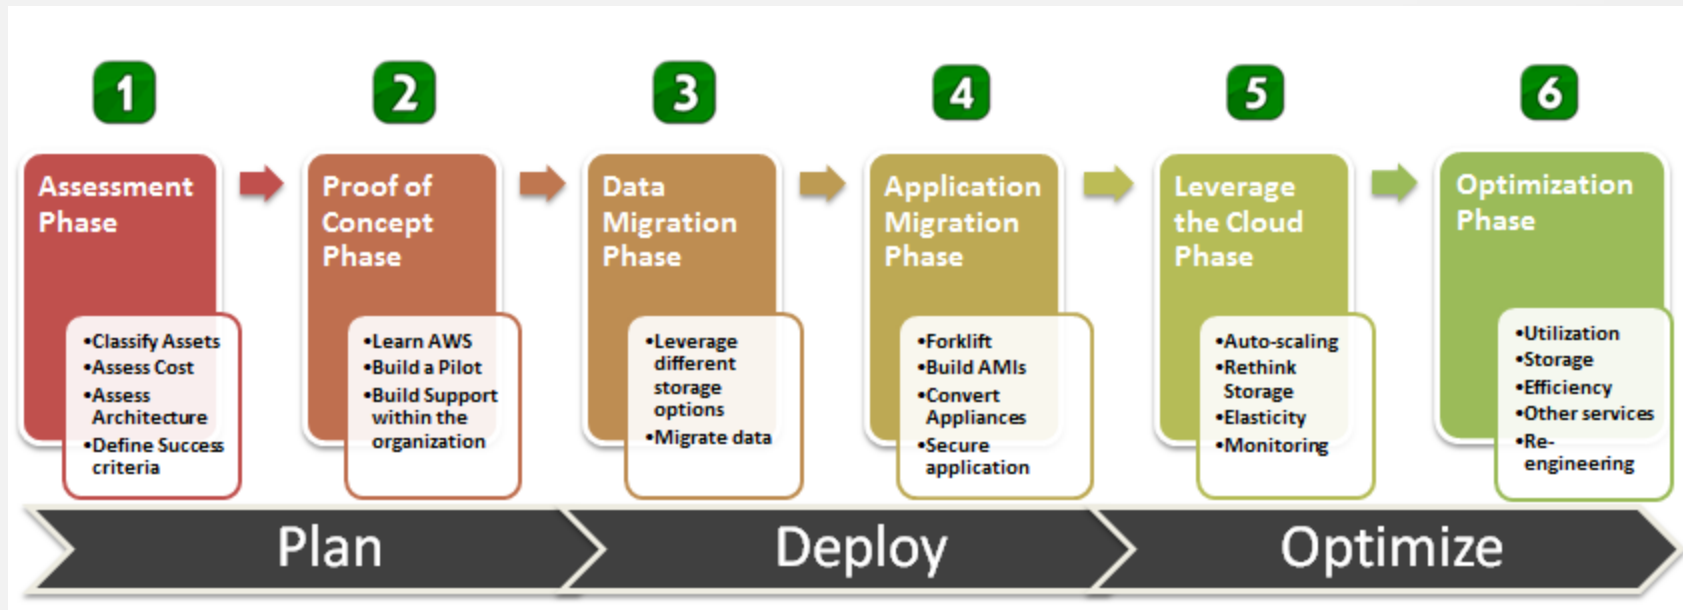 1
2
3
4
5
6
Assessment
Phase
•Classify Assets
•Assess Cost
•Assess
Architecture
•Define Success
criteria
Proof of
Concept
Phase
•Learn AWS
•Build a Pilot
•Build Support
within the
organization
Data
Migration
Phase
•Leverage
different
storage
options
•Migrate data
Application
Migration
Phase
•Forklift
•Build AMIs
•Convert
Appliances
•Secure
application
Leverage
the Cloud
Phase
•Auto-scaling
•Rethink
Storage
•Elasticity
•Monitoring
Optimization
Phase
•Utilization
•Storage
•Efficiency
•Other services
•Re-
engineering
Plan
Deploy
Optimize